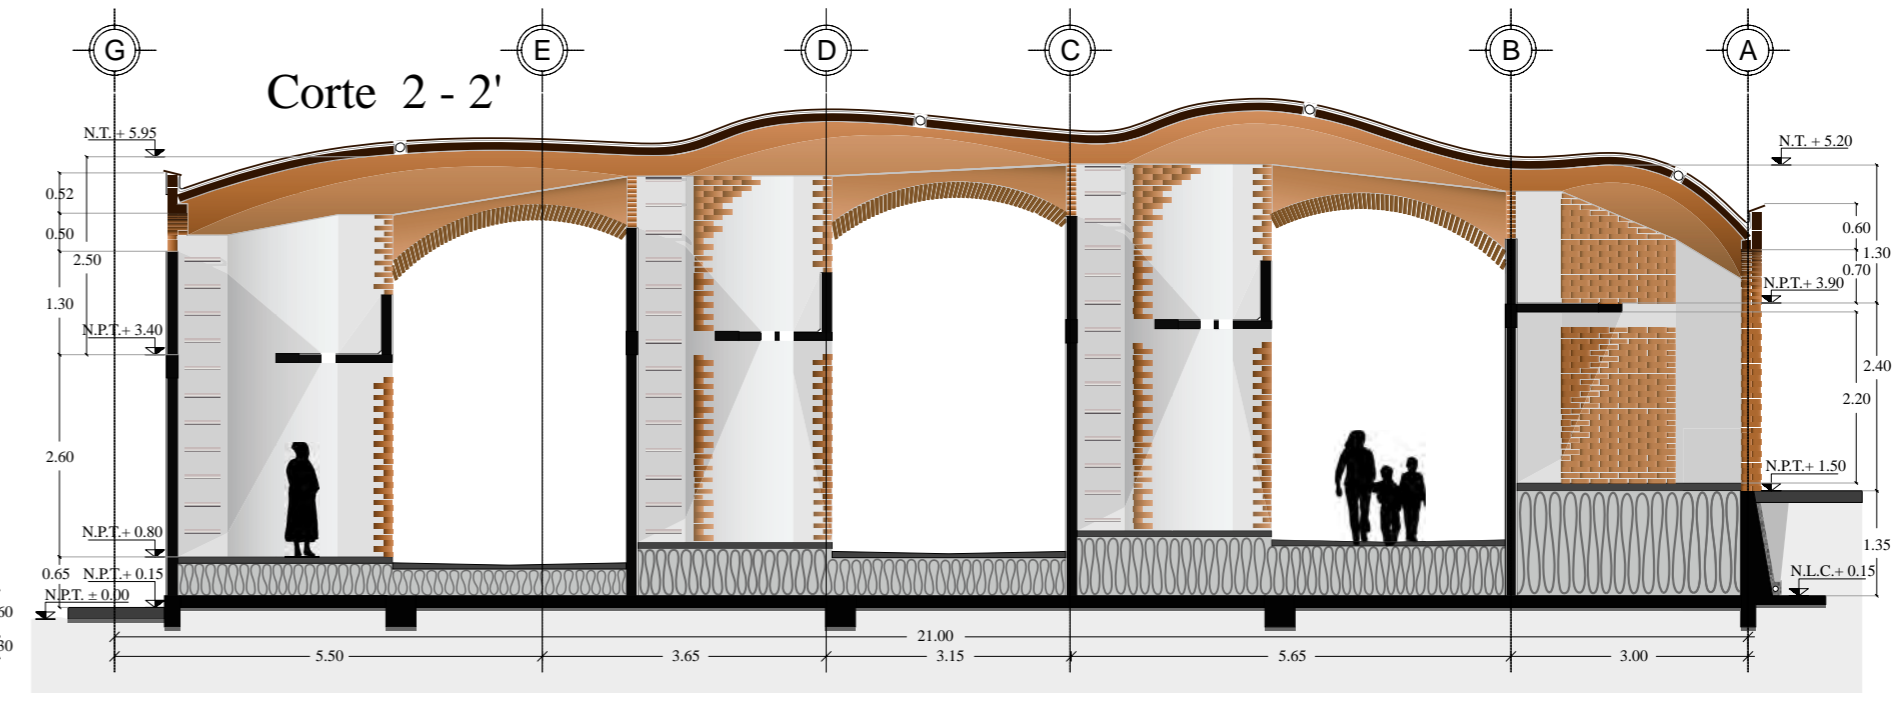 G E D C B A
Corte 2 - 2'
N.T.+ 5.95
N.T. + 5.20
0.52
0.50
2.50
1.30
N.P.T.+ 3.40
2.60
N.P.T.+ 0.80
0.65
N.P.T.+ 0.15
N.P.T. ± 0.00
0.60
1.30
0.70
N.P.T.+ 3.90
2.40
2.20
N.P.T.+ 1.50
1.35
N.L.C.+ 0.15
21.00
5.50 3.65 3.15 5.65 3.00